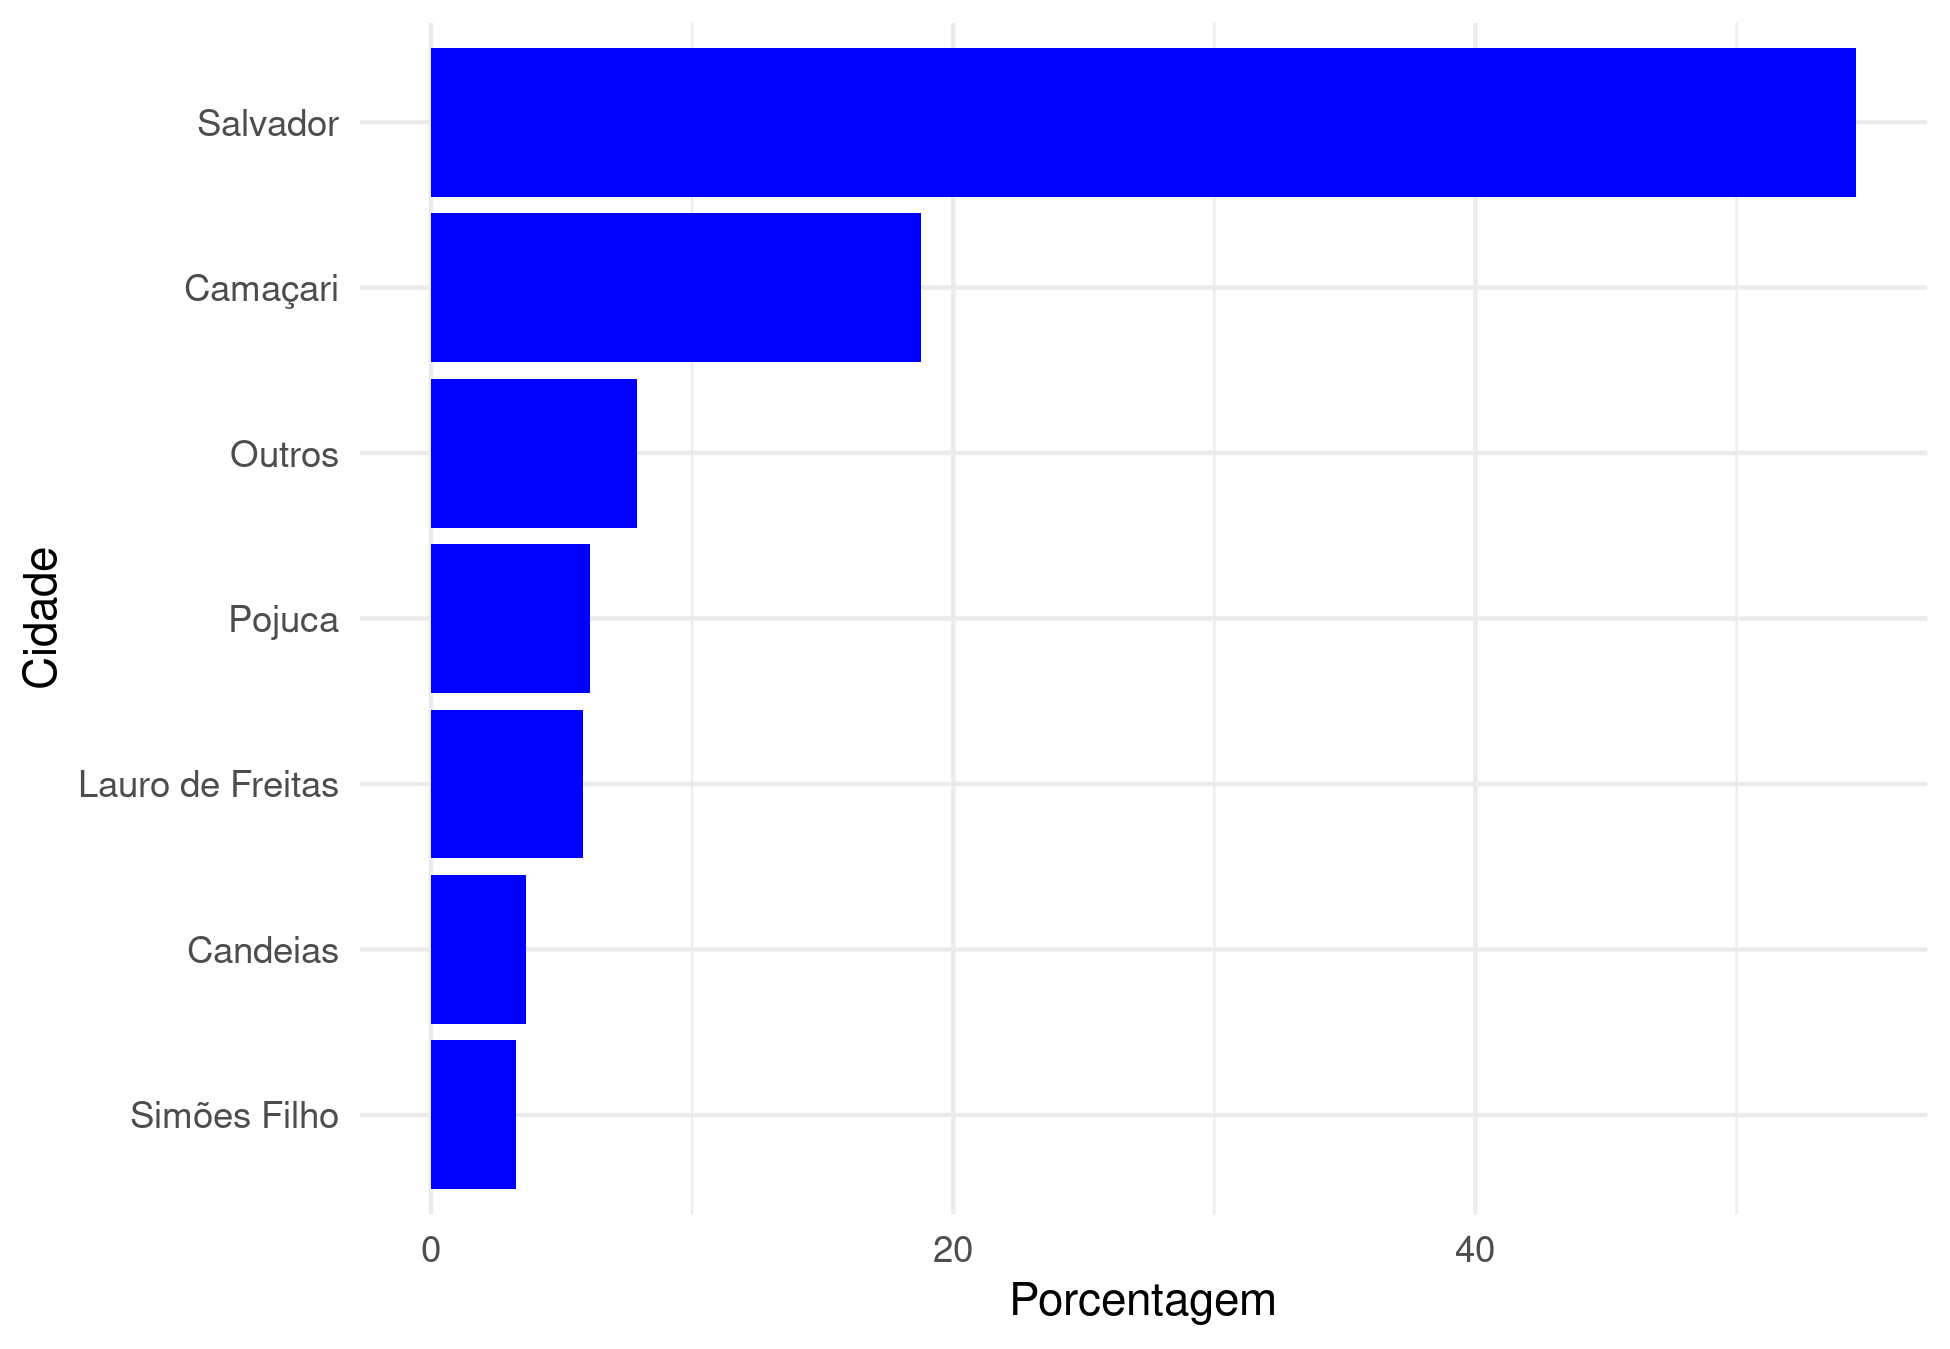 Salvador
Camaçari
Outros
Pojuca
Lauro de Freitas
Candeias
Simões Filho
Cidade
0 20 40
Porcentagem